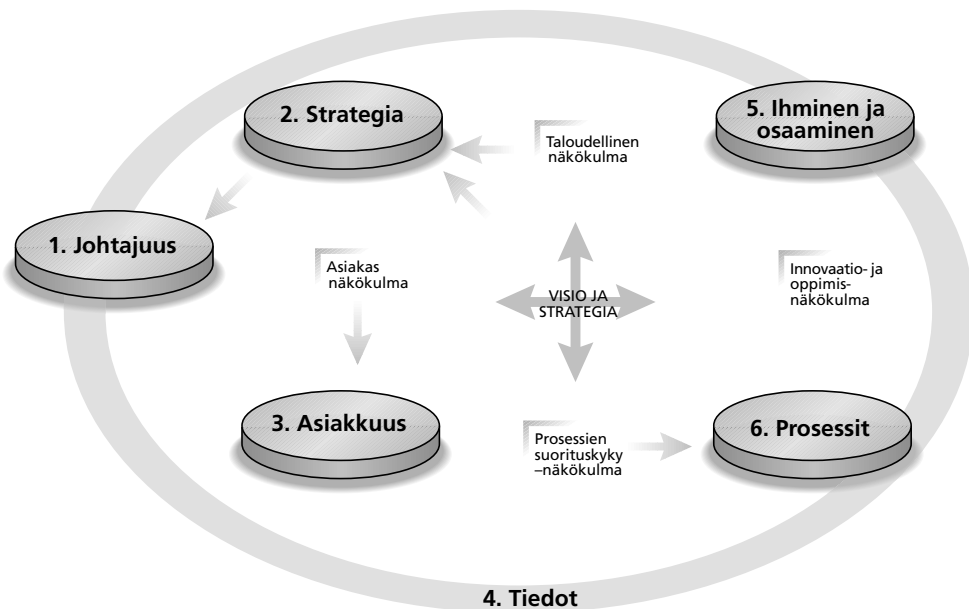 2. Strategia
5. Ihminen ja
osaaminen
Taloudellinen
näkökulma
1. Johtajuus
Asiakas
näkökulma
VISIO JA
STRATEGIA
Innovaatio- ja
oppimis-
näkökulma
3. Asiakkuus
Prosessien
suorituskyky
–näkökulma
6. Prosessit
4. Tiedot